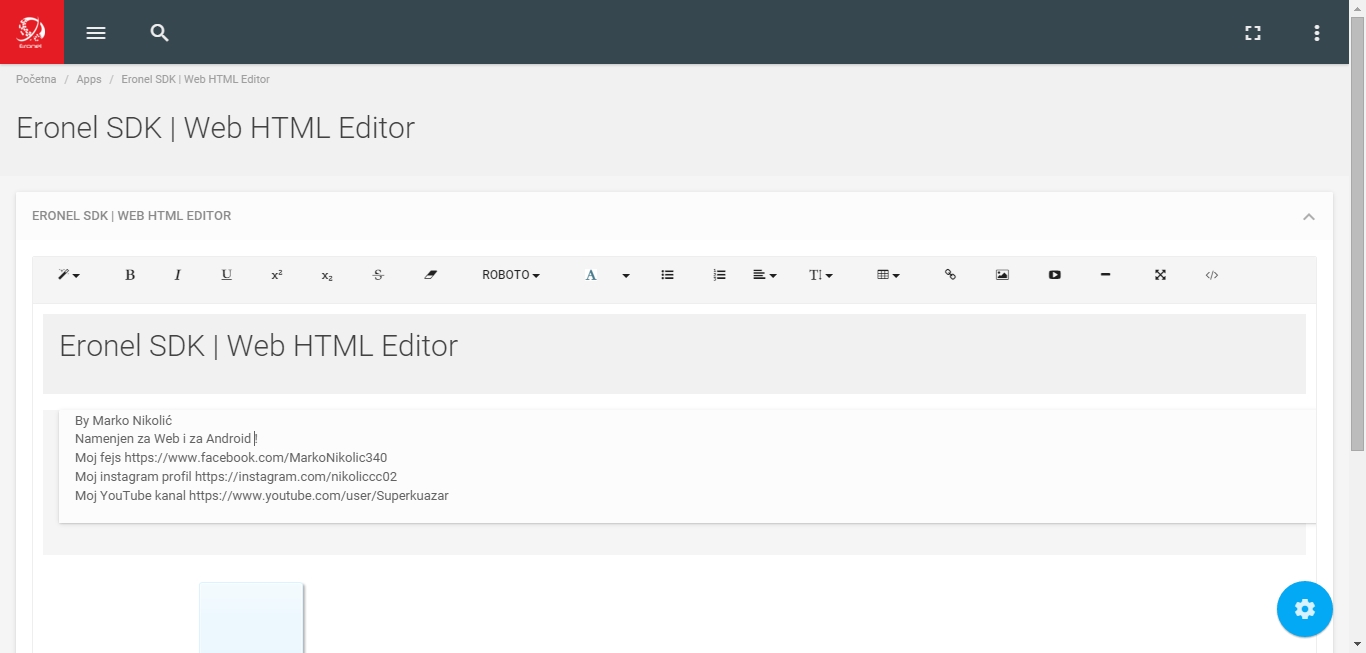 Eronel
Početna / Apps / Eronel SDK | Web HTML Editor
Eronel SDK | Web HTML Editor
ERONEL SDK | WEB HTML EDITOR
B I U x² x₂ S ROBOTO A T!
Eronel SDK | Web HTML Editor
By Marko Nikolić
Namenjen za Web i za Android !
Moj fejs https://www.facebook.com/MarkoNikolic340
Moj instagram profil https://instagram.com/nikoliccc02
Moj YouTube kanal https://www.youtube.com/user/Superkuazar